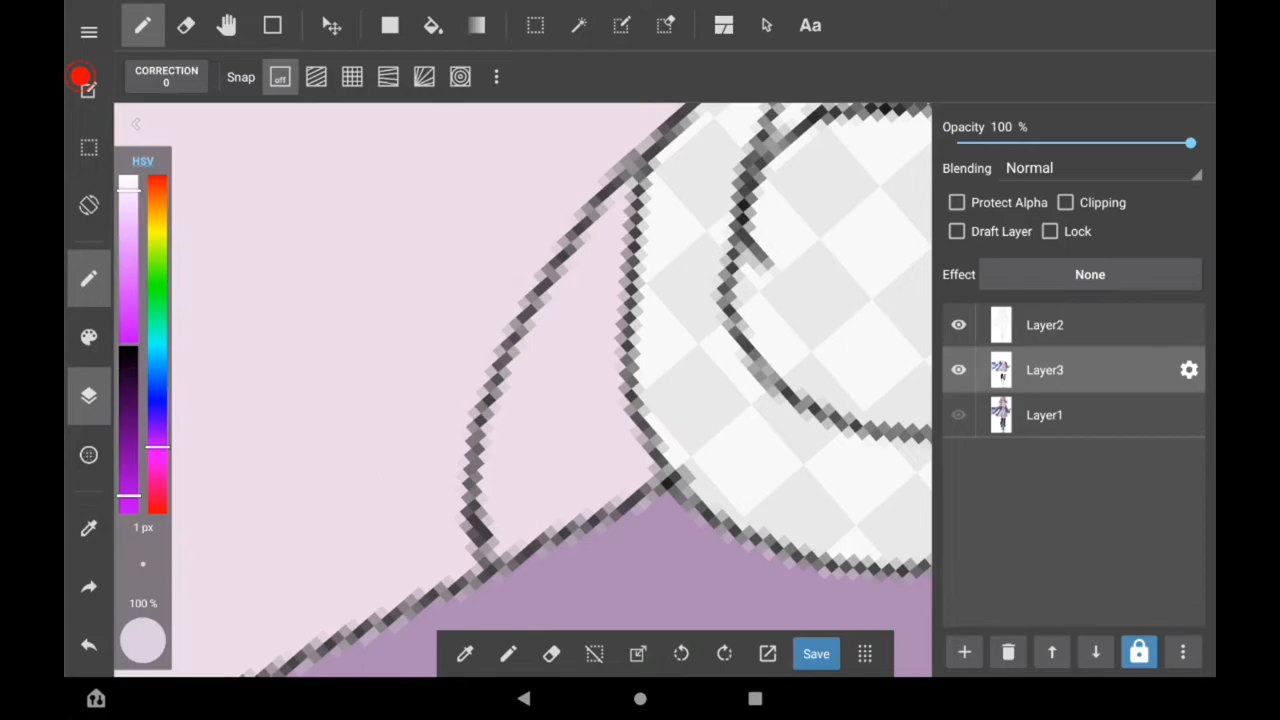 Aa
CORRECTION
0
Snap
off
HSV
1 px
100 %
Opacity 100 %
Blending Normal
Protect Alpha Clipping
Draft Layer Lock
Effect None
Layer2
Layer3
Layer1
Save